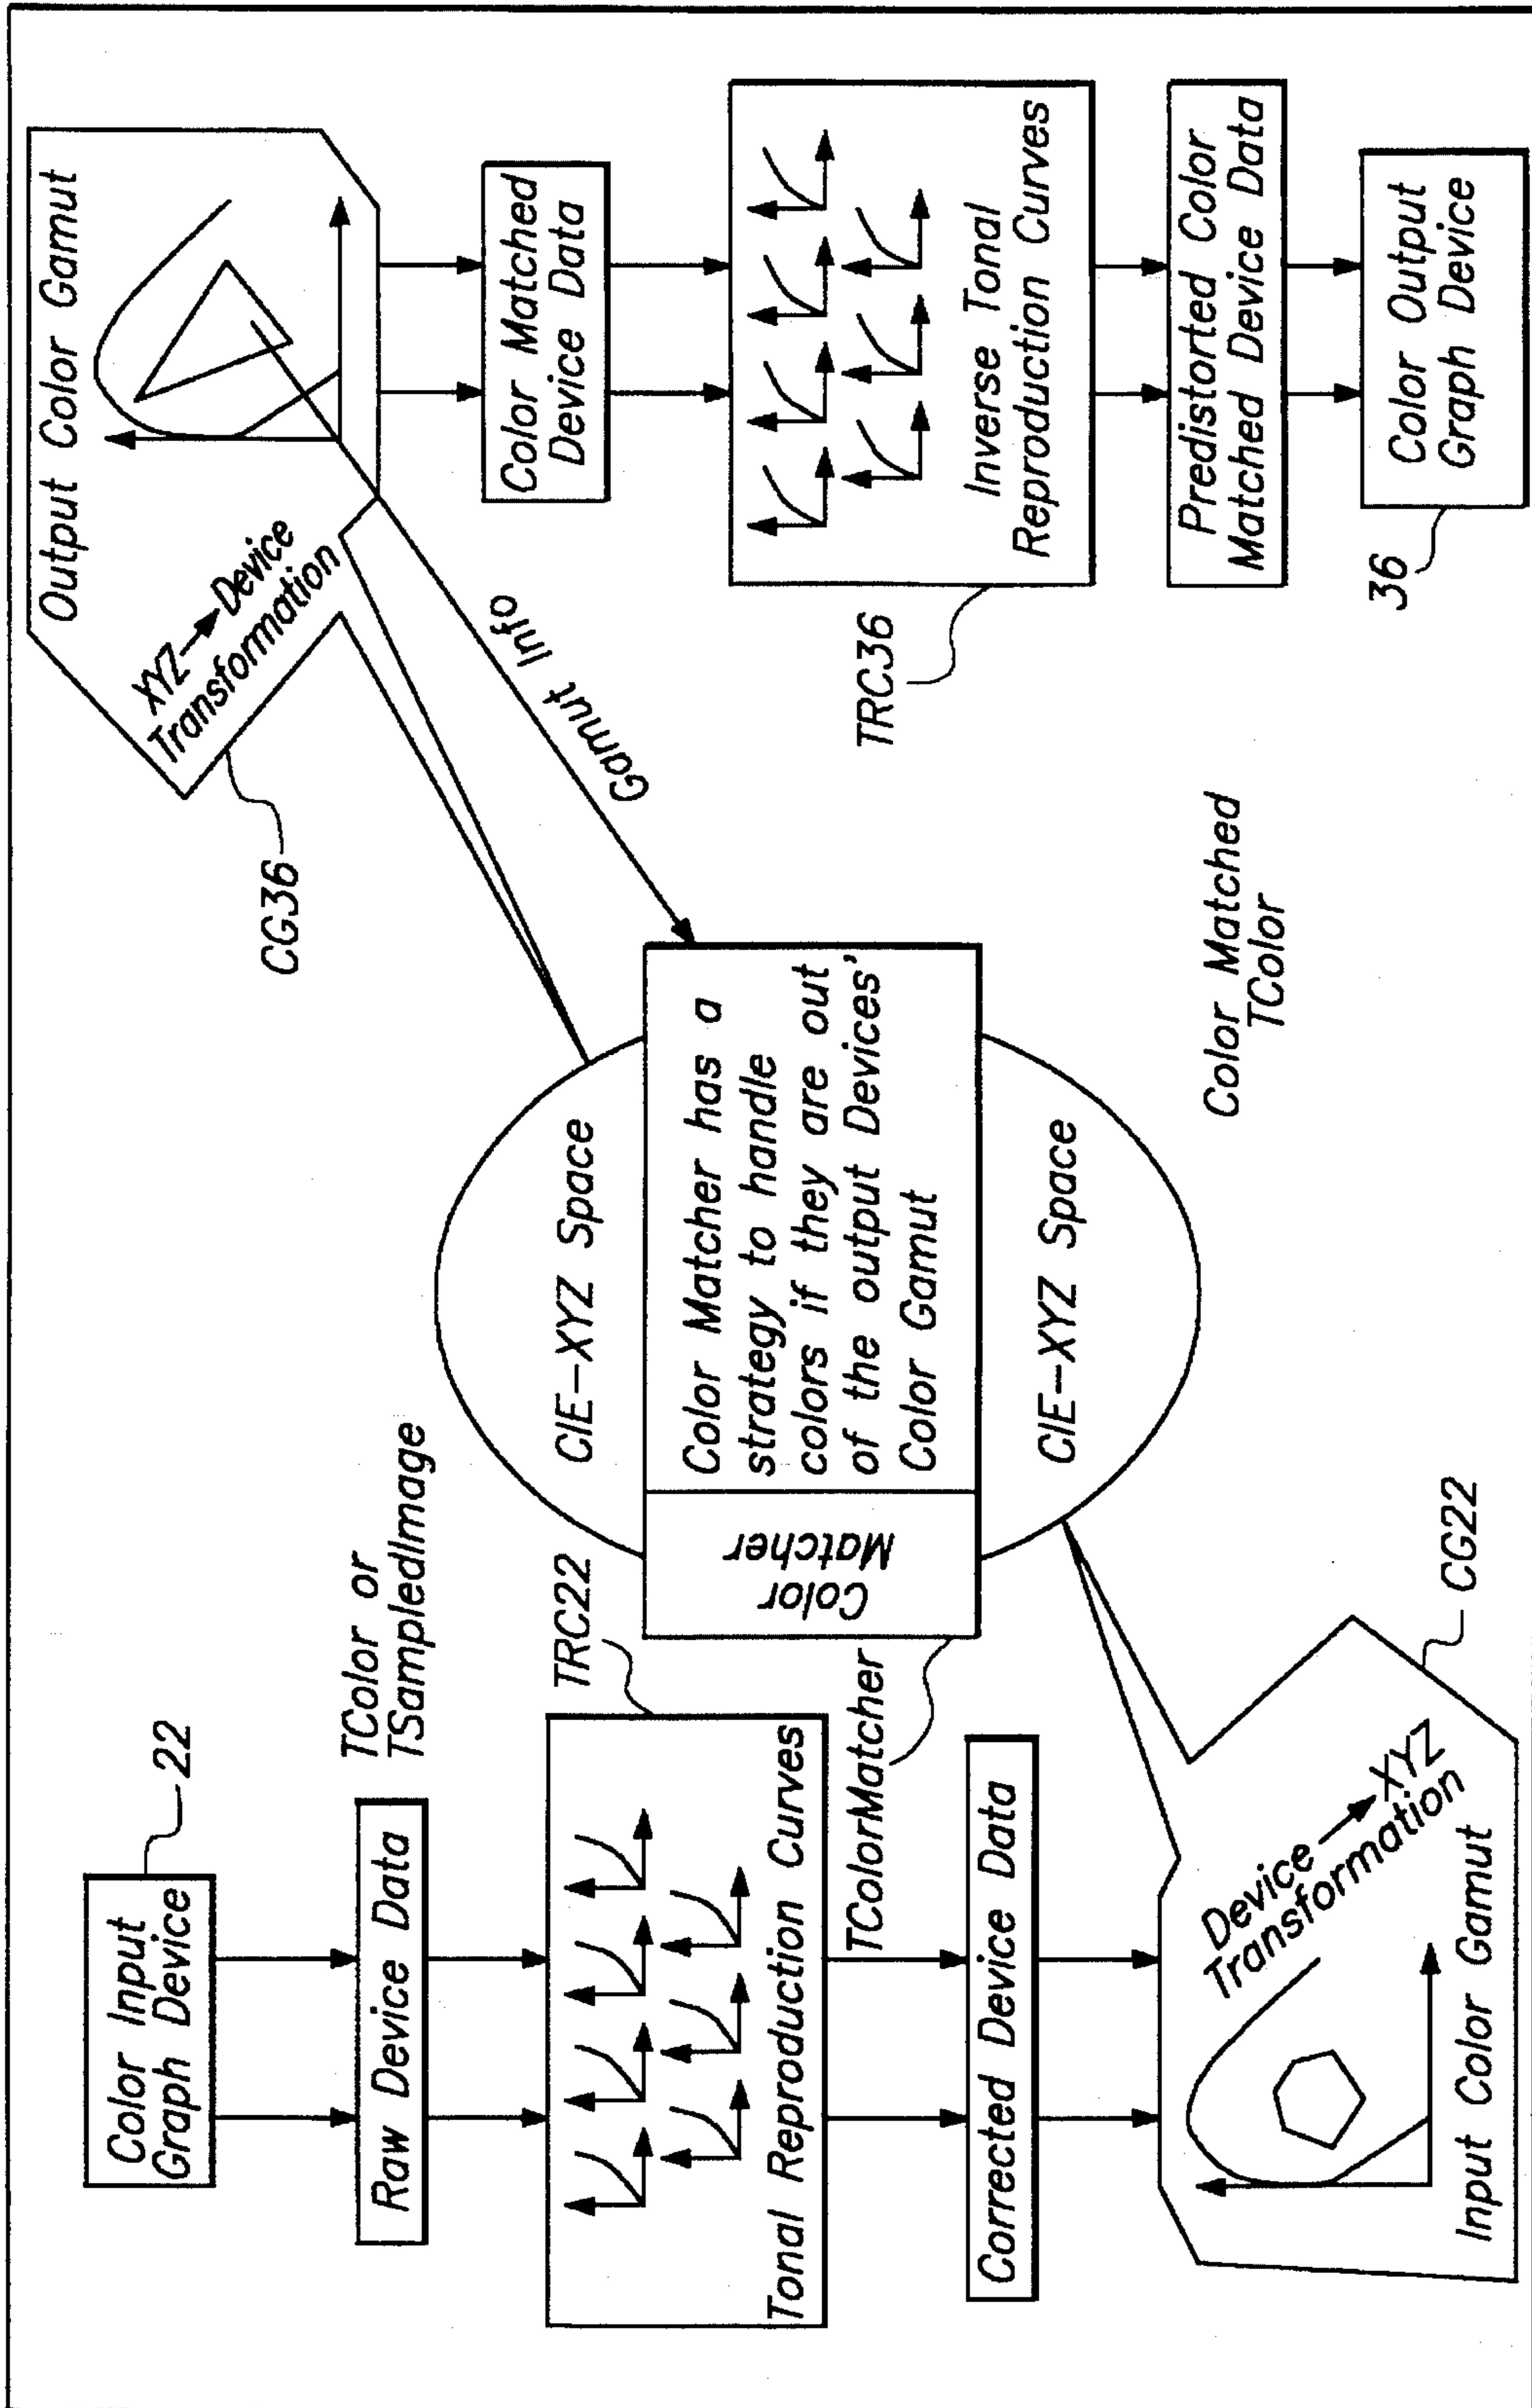 Color Input
Graph Device
22
Raw Device Data
TColor or
TSampledImage
TRC22
Tonal Reproduction Curves
TColorMatcher
Corrected Device Data
Device
XYZ
Transformation
Input Color Gamut
CG22
CIE-XYZ Space
Color
Matcher
Color Matcher has a
strategy to handle
colors if they are out
of the output Devices'
Color Gamut
CIE-XYZ Space
Color Matched
TColor
Gamut Info
CG36
Output Color Gamut
XYZ
Device
Transformation
Color Matched
Device Data
TRC36
Inverse Tonal
Reproduction Curves
Predistorted Color
Matched Device Data
36
Color Output
Graph Device